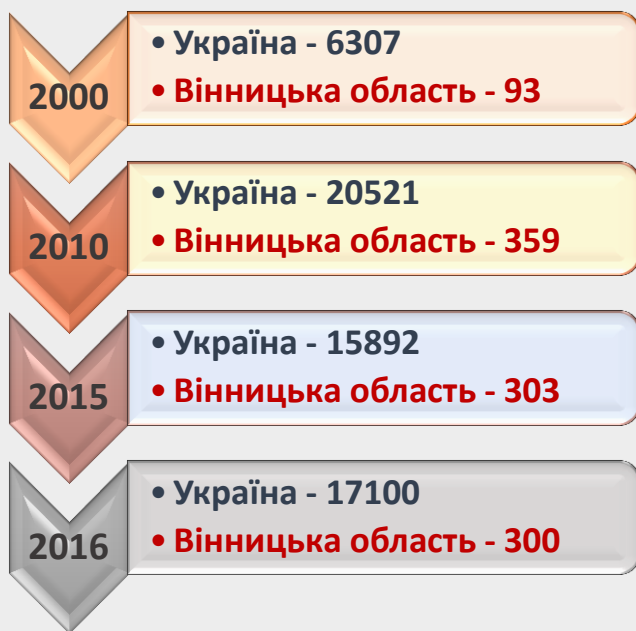 2000
• Україна - 6307
• Вінницька область - 93
2010
• Україна - 20521
• Вінницька область - 359
2015
• Україна - 15892
• Вінницька область - 303
2016
• Україна - 17100
• Вінницька область - 300